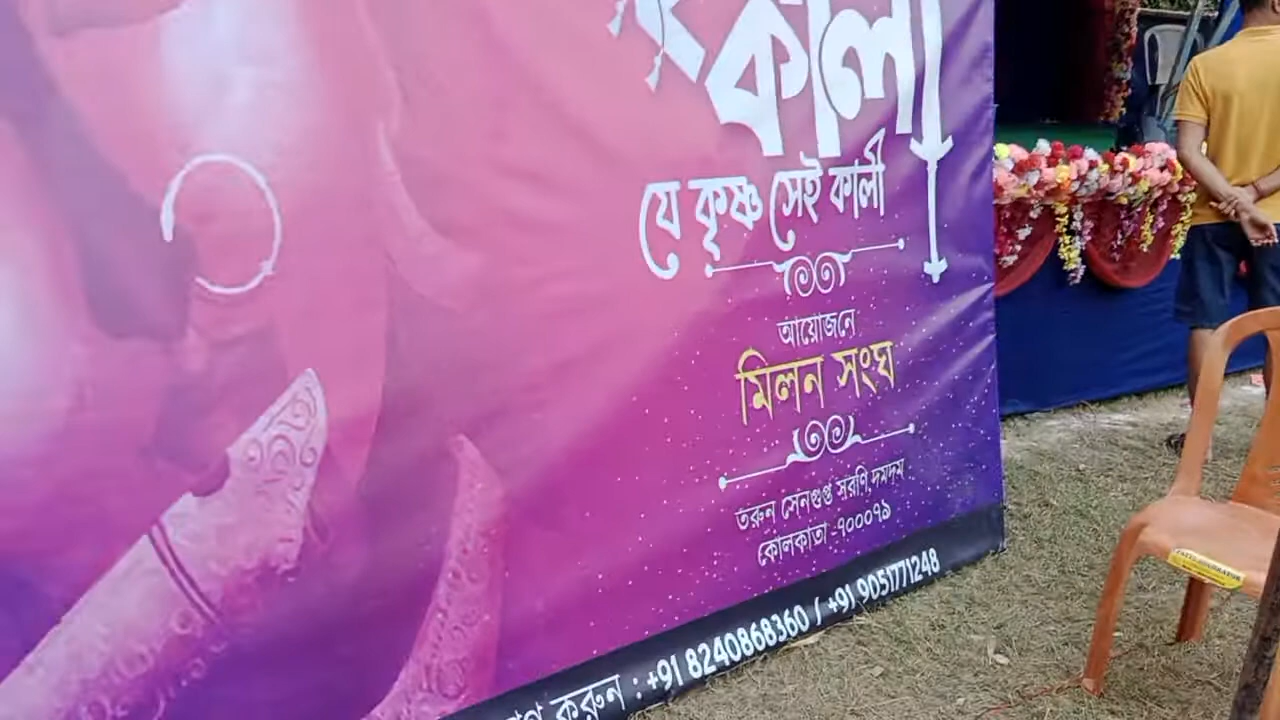 কালী
যে কৃষ্ণ সেই কালী
আয়োজনে
মিলন সংঘ
তরুন সেনগুপ্ত সরণি,দমদম
কোলকাতা -৭০০০৭৯
করুন : +91 8240868360 / +91 9051771248